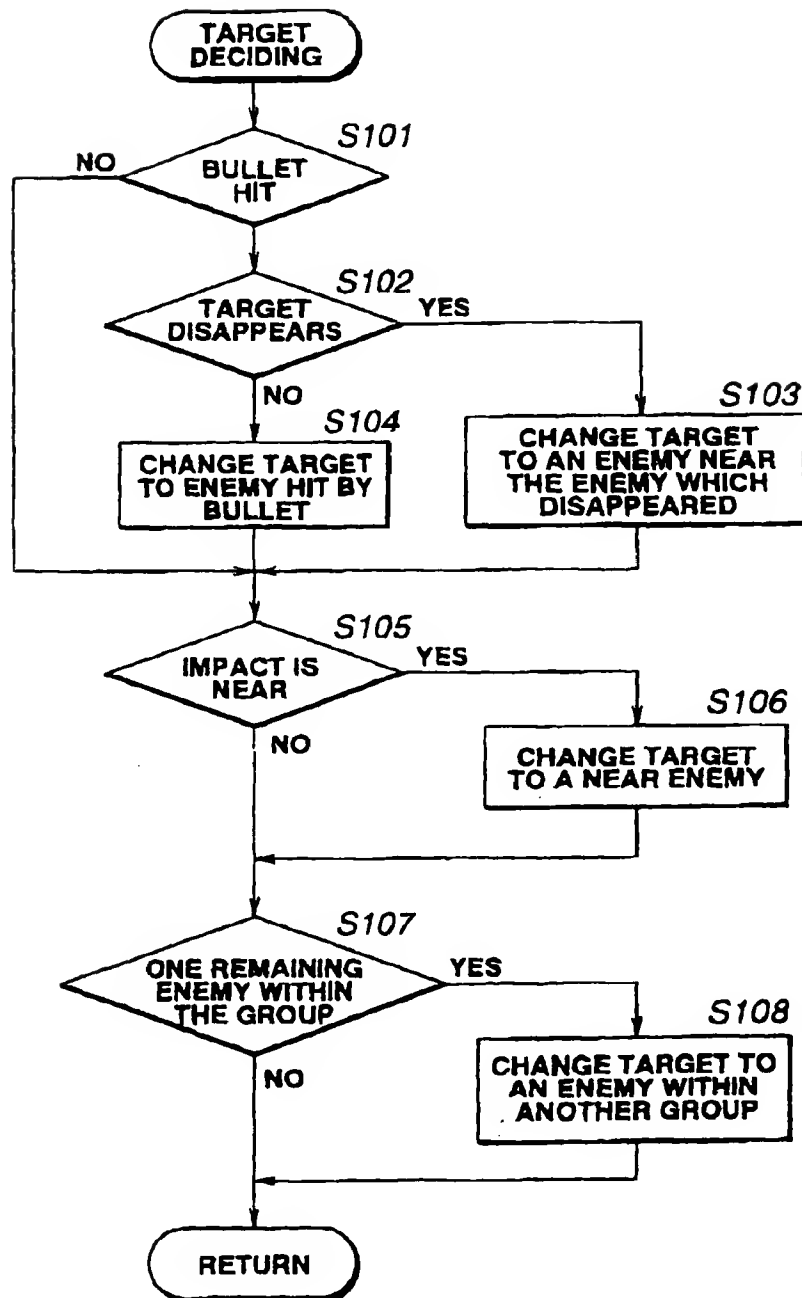 TARGET
DECIDING
S101
NO
BULLET
HIT
S102
TARGET
DISAPPEARS
YES
NO
S103
S104
CHANGE TARGET
TO ENEMY HIT BY
BULLET
CHANGE TARGET
TO AN ENEMY NEAR
THE ENEMY WHICH
DISAPPEARED
S105
IMPACT IS
NEAR
YES
NO
S106
CHANGE TARGET
TO A NEAR ENEMY
S107
ONE REMAINING
ENEMY WITHIN
THE GROUP
YES
NO
S108
CHANGE TARGET TO
AN ENEMY WITHIN
ANOTHER GROUP
RETURN